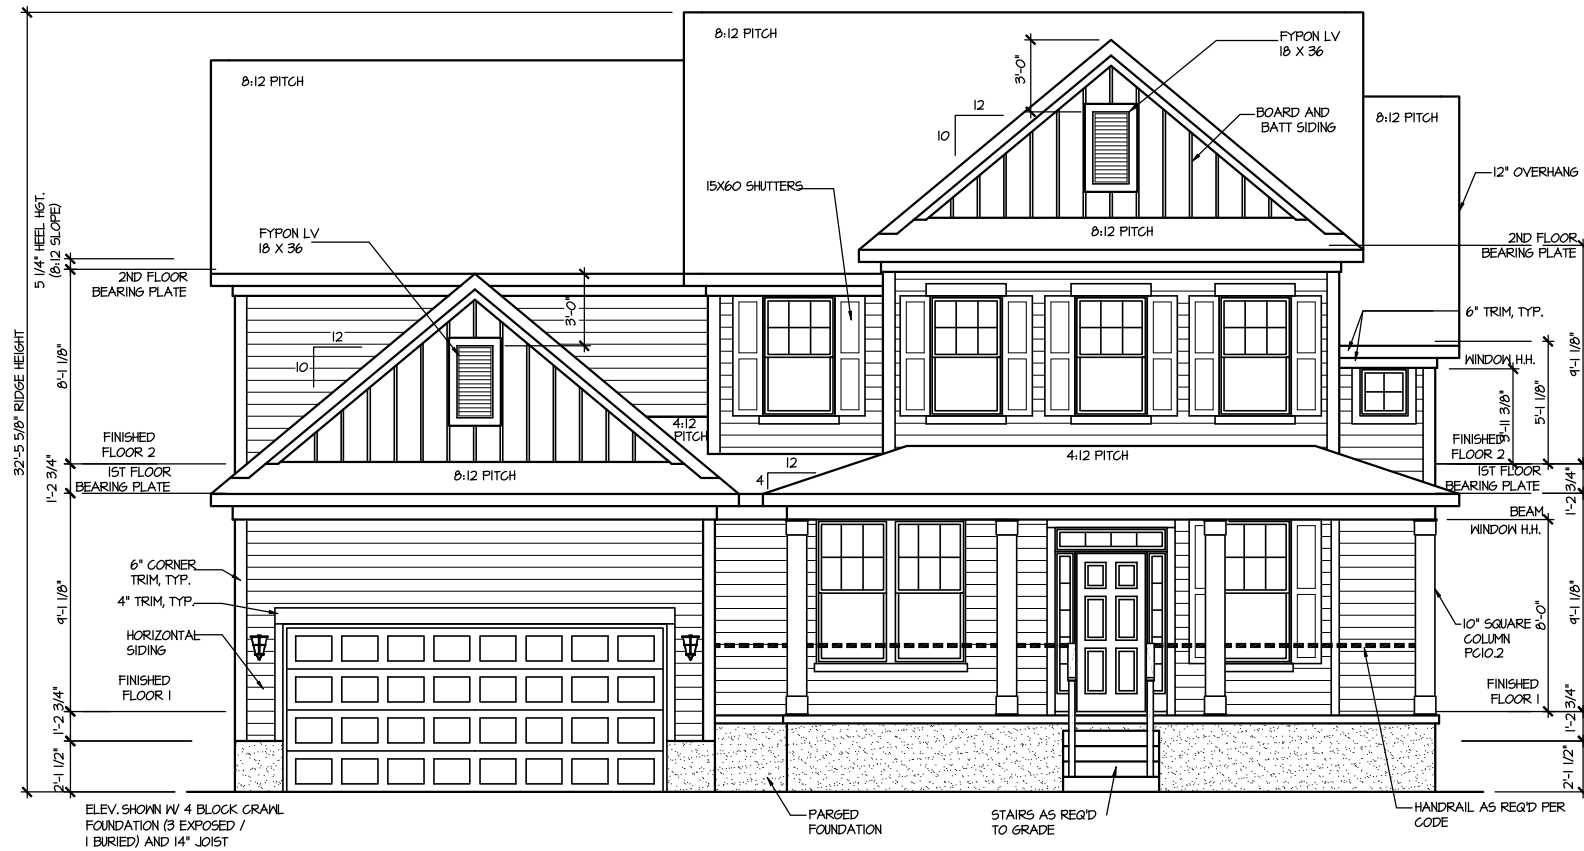 8:12 PITCH
FYPON LV
18 X 36
3'-0"
8:12 PITCH
12
10
BOARD AND
BATT SIDING
8:12 PITCH
12" OVERHANG
15X60 SHUTTERS
5 1/4" HEEL HGT.
(8:12 SLOPE)
FYPON LV
18 X 36
8:12 PITCH
2ND FLOOR
BEARING PLATE
2ND FLOOR
BEARING PLATE
3'-0"
6" TRIM, TYP.
12
10
8'-1 1/8"
32'-5 5/8" RIDGE HEIGHT
WINDOW H.H.
9'-1 1/8"
5'-1 1/8"
4:12
PITCH
FINISHED
FLOOR 2
FINISHED
FLOOR 2
4:12 PITCH
12
4
8:12 PITCH
1'-2 3/4"
1ST FLOOR
BEARING PLATE
1ST FLOOR
BEARING PLATE
1'-2 3/4"
BEAM
WINDOW H.H.
6" CORNER
TRIM, TYP.
4" TRIM, TYP.
9'-1 1/8"
HORIZONTAL
SIDING
10" SQUARE
COLUMN
PC10.2
8'-0"
9'-1 1/8"
FINISHED
FLOOR 1
FINISHED
FLOOR 1
1'-2 3/4"
1'-2 3/4"
2'-1 1/2"
2'-1 1/2"
ELEV. SHOWN W/ 4 BLOCK CRAWL
FOUNDATION (3 EXPOSED /
1 BURIED) AND 14" JOIST
PARGED
FOUNDATION
STAIRS AS REQ'D
TO GRADE
HANDRAIL AS REQ'D PER
CODE